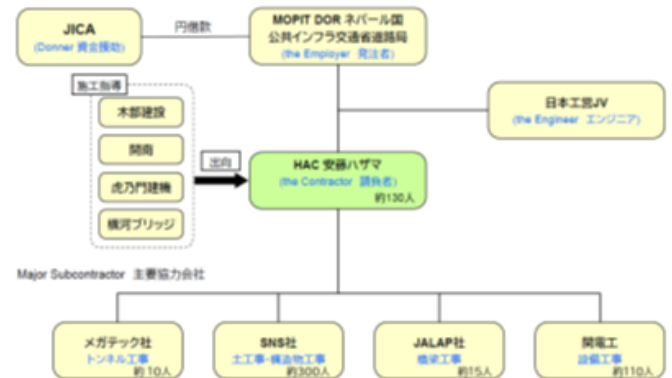 JICA
(Donner 資金援助)
円借款
MOPIT DOR ネパール国
公共インフラ交通省道路局
(the Employer 発注者)
施工指導
木部建設
開南
虎乃門建機
横河ブリッジ
出向
日本工営JV
(the Engineer エンジニア)
HAC 安藤ハザマ
(the Contractor 請負者)
約130人
Major Subcontractor 主要協力会社
メガテック社
トンネル工事
約10人
SNS社
土工事・構造物工事
約300人
JALAP社
橋梁工事
約15人
関電工
設備工事
約110人